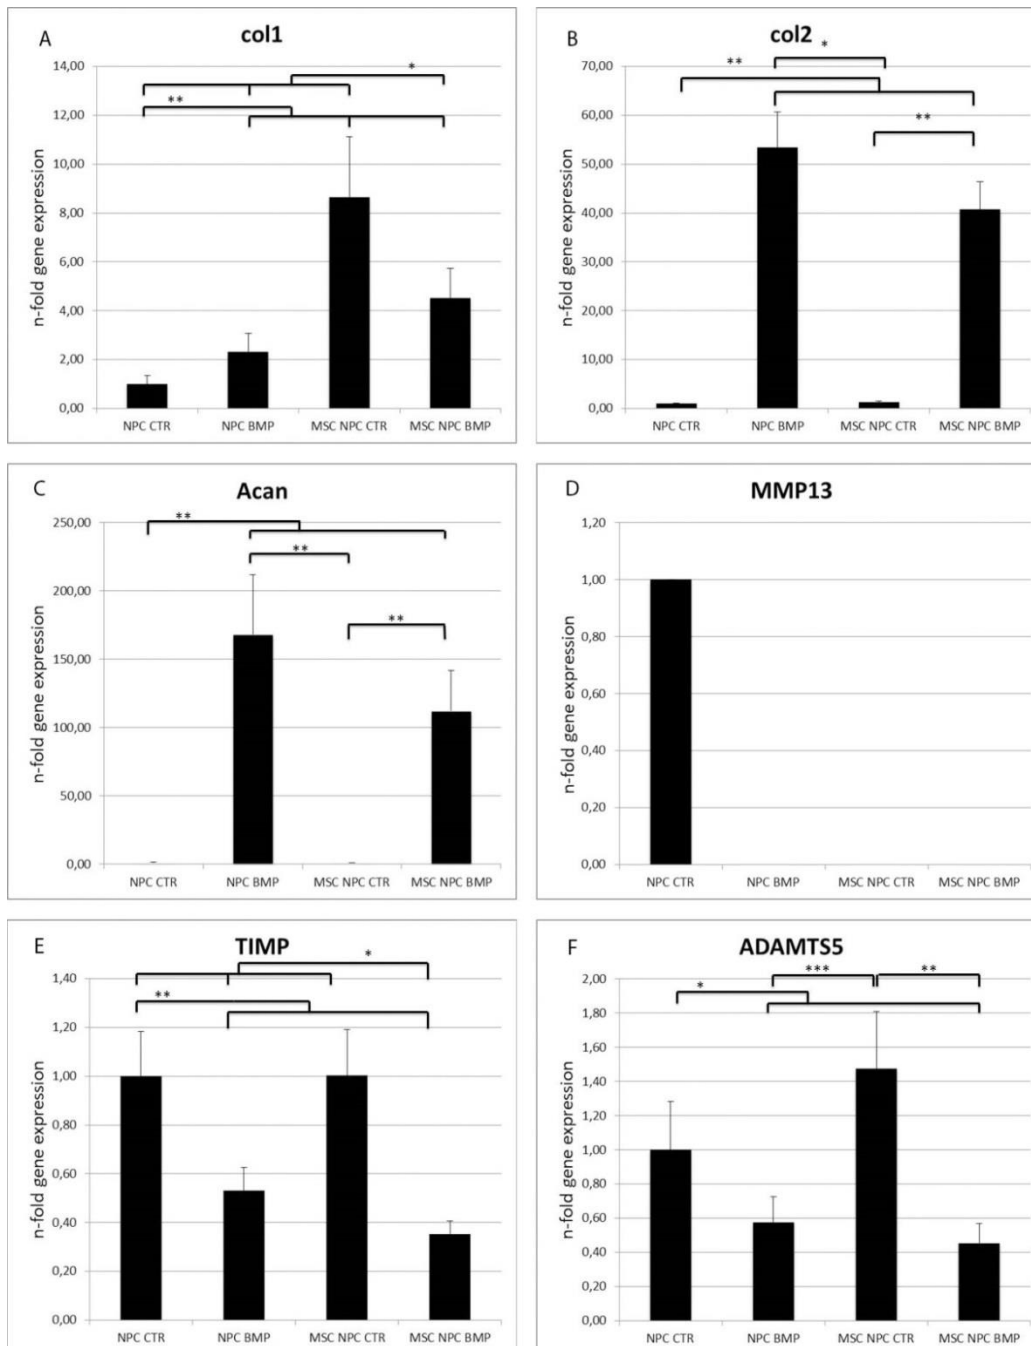 A
col1
*
**
14,00
12,00
10,00
8,00
6,00
4,00
2,00
0,00
n-fold gene expression
NPC CTR NPC BMP MSC NPC CTR MSC NPC BMP
B
col2
*
**
**
70,00
60,00
50,00
40,00
30,00
20,00
10,00
0,00
n-fold gene expression
NPC CTR NPC BMP MSC NPC CTR MSC NPC BMP
C
Acan
**
**
**
250,00
200,00
150,00
100,00
50,00
0,00
n-fold gene expression
NPC CTR NPC BMP MSC NPC CTR MSC NPC BMP
D
MMP13
1,20
1,00
0,80
0,60
0,40
0,20
0,00
n-fold gene expression
NPC CTR NPC BMP MSC NPC CTR MSC NPC BMP
E
TIMP
*
**
1,40
1,20
1,00
0,80
0,60
0,40
0,20
0,00
n-fold gene expression
NPC CTR NPC BMP MSC NPC CTR MSC NPC BMP
F
ADAMTS5
*** **
*
2,00
1,80
1,60
1,40
1,20
1,00
0,80
0,60
0,40
0,20
0,00
n-fold gene expression
NPC CTR NPC BMP MSC NPC CTR MSC NPC BMP